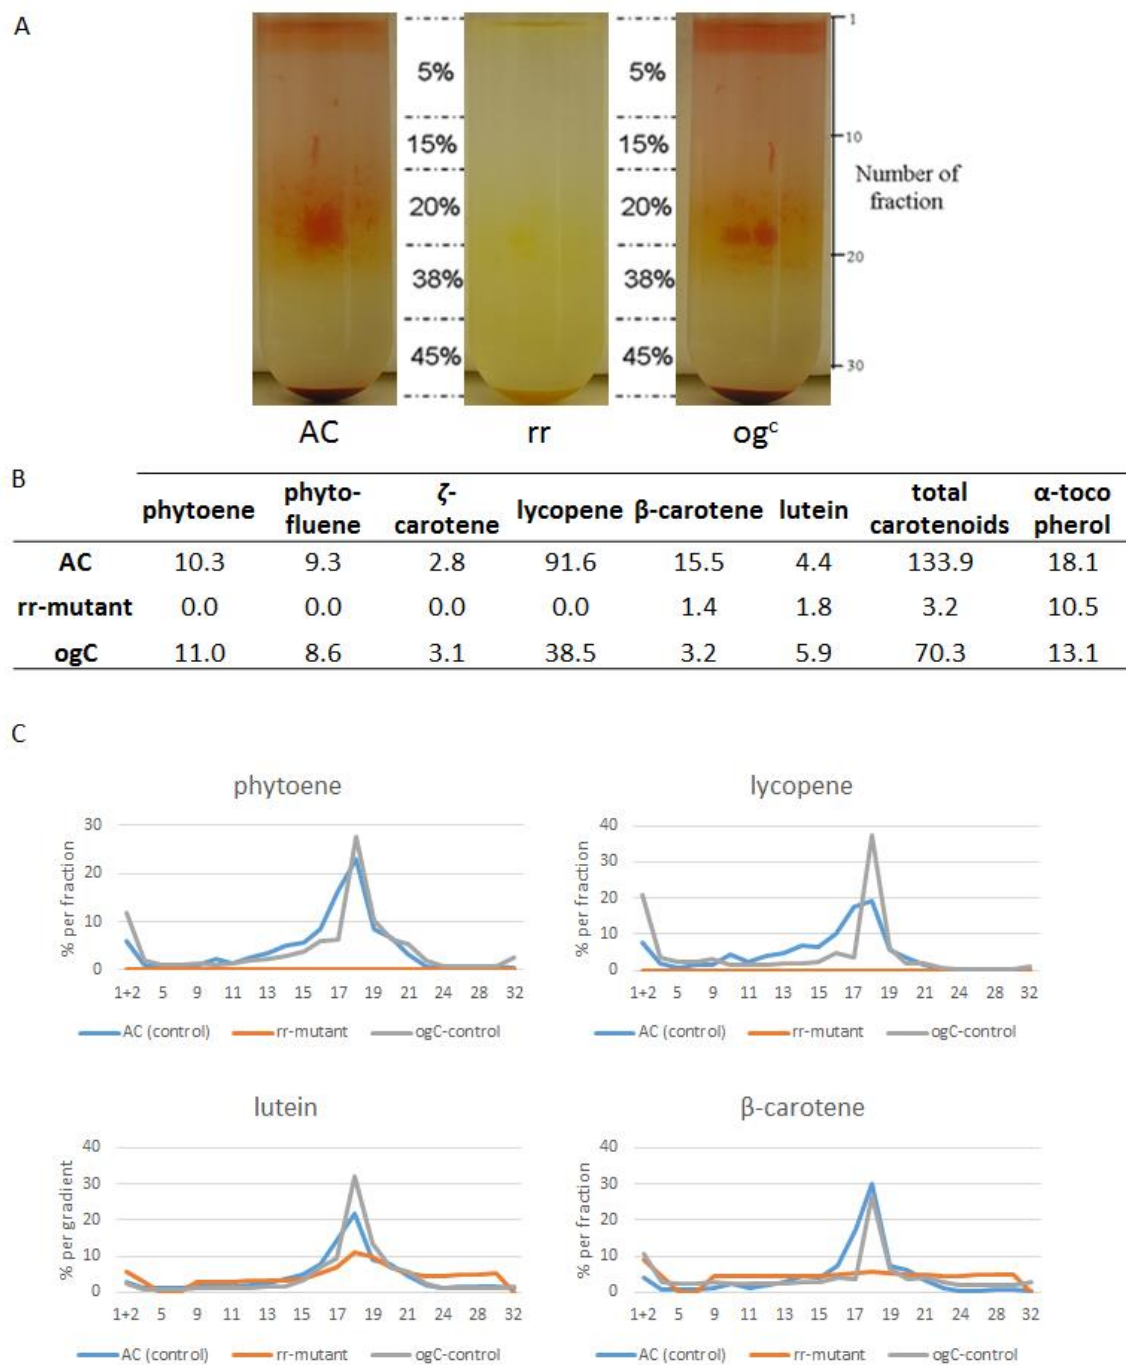 A
5%
15%
20%
38%
45%
5%
15%
20%
38%
45%
1
10
Number of
fraction
20
30
AC
rr
ogᶜ
B
phytoene phyto-fluene ζ-carotene lycopene β-carotene lutein total carotenoids α-toco pherol
AC 10.3 9.3 2.8 91.6 15.5 4.4 133.9 18.1
rr-mutant 0.0 0.0 0.0 0.0 1.4 1.8 3.2 10.5
ogC 11.0 8.6 3.1 38.5 3.2 5.9 70.3 13.1
C
phytoene
% per fraction
30
20
10
0
1+2 5 9 11 13 15 17 19 21 24 28 32
AC (control) rr-mutant ogC-control
lycopene
% per fraction
40
30
20
10
0
1+2 5 9 11 13 15 17 19 21 24 28 32
AC (control) rr-mutant ogC-control
lutein
% per gradient
40
30
20
10
0
1+2 5 9 11 13 15 17 19 21 24 28 32
AC (control) rr-mutant ogC-control
β-carotene
% per fraction
40
30
20
10
0
1+2 5 9 11 13 15 17 19 21 24 28 32
AC (control) rr-mutant ogC-control